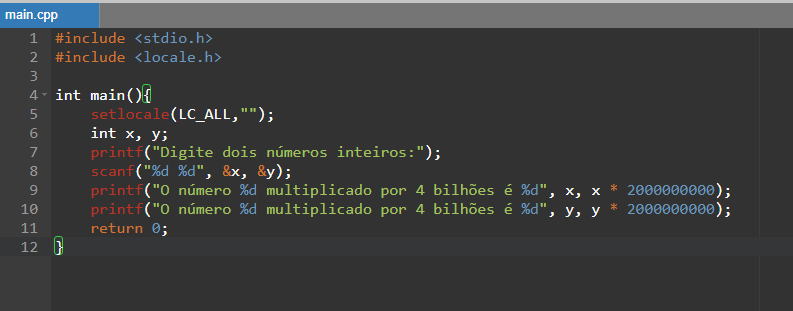 main.cpp
1 #include <stdio.h>
2 #include <locale.h>
3
4 int main(){
5     setlocale(LC_ALL,"");
6     int x, y;
7     printf("Digite dois números inteiros:");
8     scanf("%d %d", &x, &y);
9     printf("O número %d multiplicado por 4 bilhões é %d", x, x * 2000000000);
10     printf("O número %d multiplicado por 4 bilhões é %d", y, y * 2000000000);
11     return 0;
12 }